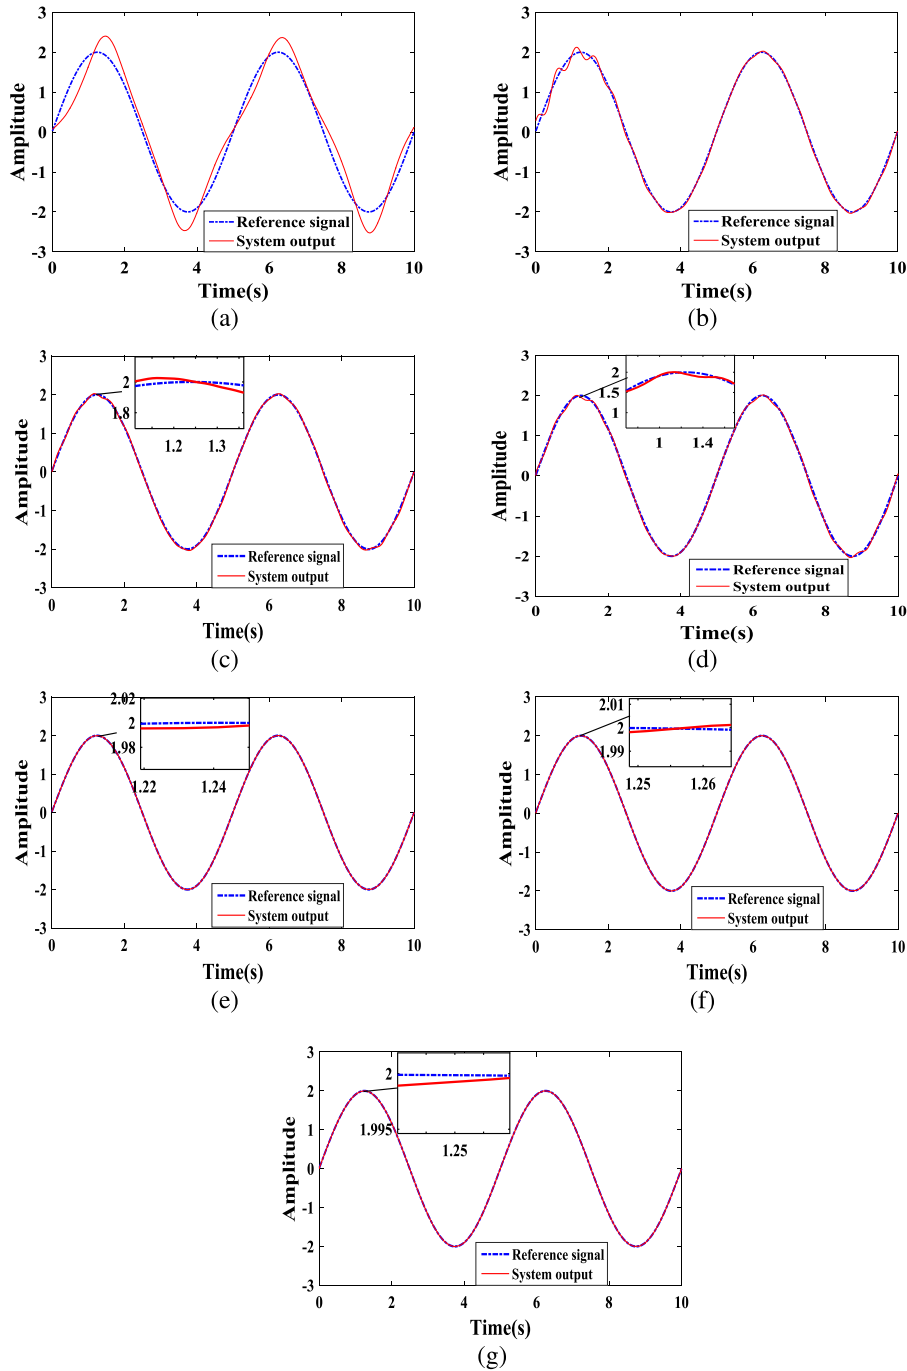 3
2
1
0
-1
-2
-3
Amplitude
Reference signal
System output
0 2 4 6 8 10
Time(s)
(a)
3
2
1
0
-1
-2
-3
Amplitude
Reference signal
System output
0 2 4 6 8 10
Time(s)
(b)
3
2
1
0
-1
-2
-3
Amplitude
2
1.8
1.2 1.3
Reference signal
System output
0 2 4 6 8 10
Time(s)
(c)
3
2
1
0
-1
-2
-3
Amplitude
2
1.5
1
1 1.4
Reference signal
System output
0 2 4 6 8 10
Time(s)
(d)
3
2
1
0
-1
-2
-3
Amplitude
2.02
2
1.98
1.22 1.24
Reference signal
System output
0 2 4 6 8 10
Time(s)
(e)
3
2
1
0
-1
-2
-3
Amplitude
2.01
2
1.99
1.25 1.26
Reference signal
System output
0 2 4 6 8 10
Time(s)
(f)
3
2
1
0
-1
-2
-3
Amplitude
2
1.995
1.25
Reference signal
System output
0 2 4 6 8 10
Time(s)
(g)